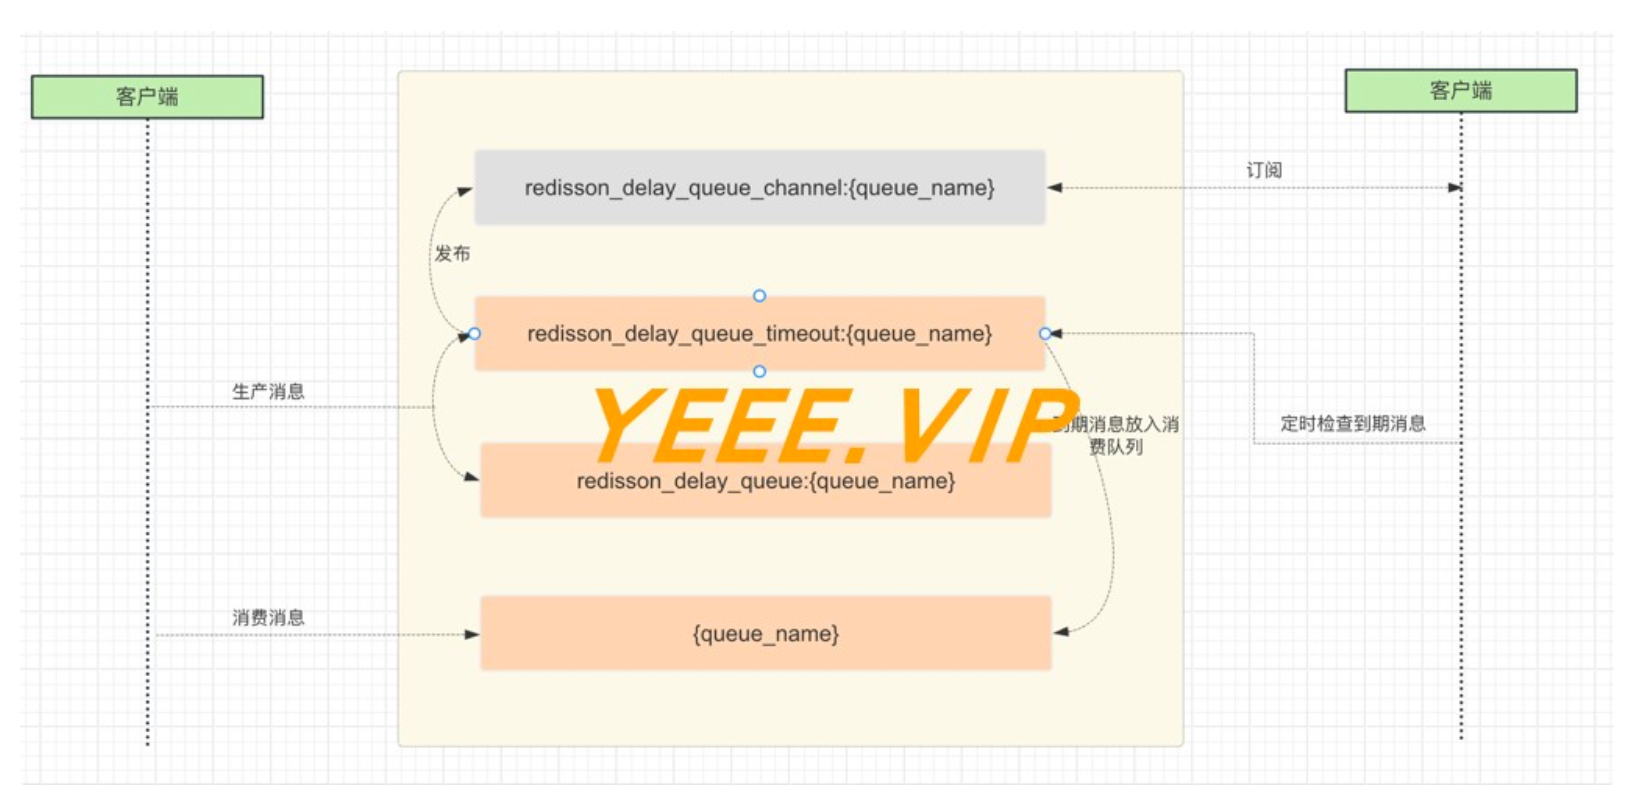 客户端
客户端
redisson_delay_queue_channel:{queue_name}
订阅
发布
redisson_delay_queue_timeout:{queue_name}
生产消息
YEEE.VIP
期消息放入消
费队列
定时检查到期消息
redisson_delay_queue:{queue_name}
消费消息
{queue_name}